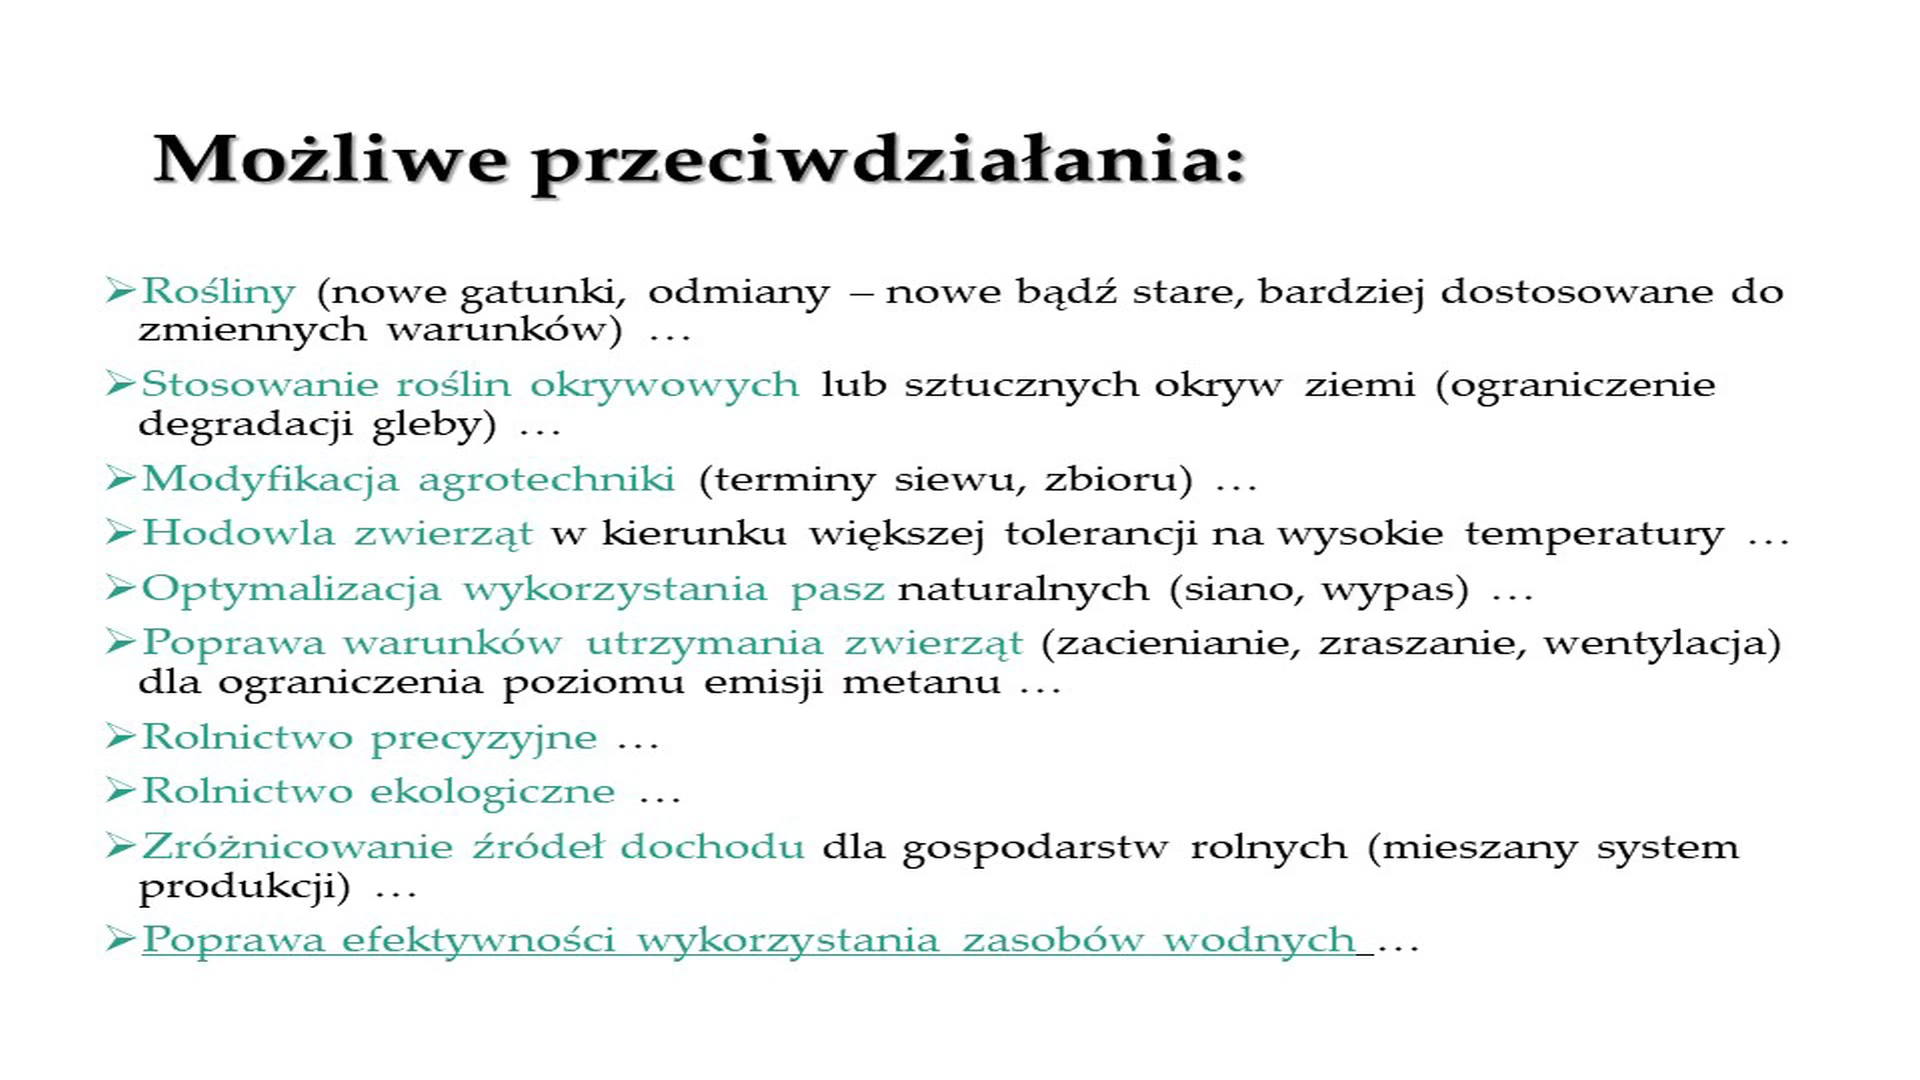 Możliwe przeciwdziałania:
➢Rośliny (nowe gatunki, odmiany – nowe bądź stare, bardziej dostosowane do
zmiennych warunków) …
➢Stosowanie roślin okrywowych lub sztucznych okryw ziemi (ograniczenie
degradacji gleby) …
➢Modyfikacja agrotechniki (terminy siewu, zbioru) …
➢Hodowla zwierząt w kierunku większej tolerancji na wysokie temperatury …
➢Optymalizacja wykorzystania pasz naturalnych (siano, wypas) …
➢Poprawa warunków utrzymania zwierząt (zacienianie, zraszanie, wentylacja)
dla ograniczenia poziomu emisji metanu …
➢Rolnictwo precyzyjne …
➢Rolnictwo ekologiczne …
➢Zróżnicowanie źródeł dochodu dla gospodarstw rolnych (mieszany system
produkcji) …
➢Poprawa efektywności wykorzystania zasobów wodnych …